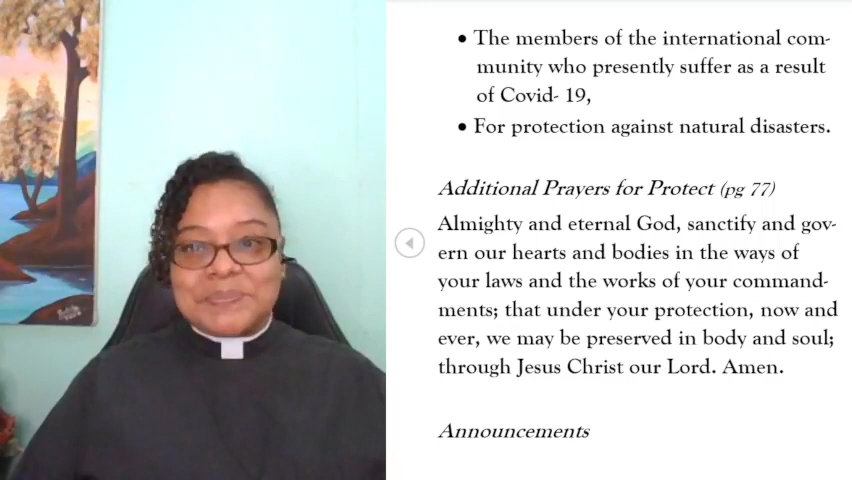 • The members of the international com-
munity who presently suffer as a result
of Covid- 19,
• For protection against natural disasters.
Additional Prayers for Protect (pg 77)
Almighty and eternal God, sanctify and gov-
ern our hearts and bodies in the ways of
your laws and the works of your command-
ments; that under your protection, now and
ever, we may be preserved in body and soul;
through Jesus Christ our Lord. Amen.
Announcements